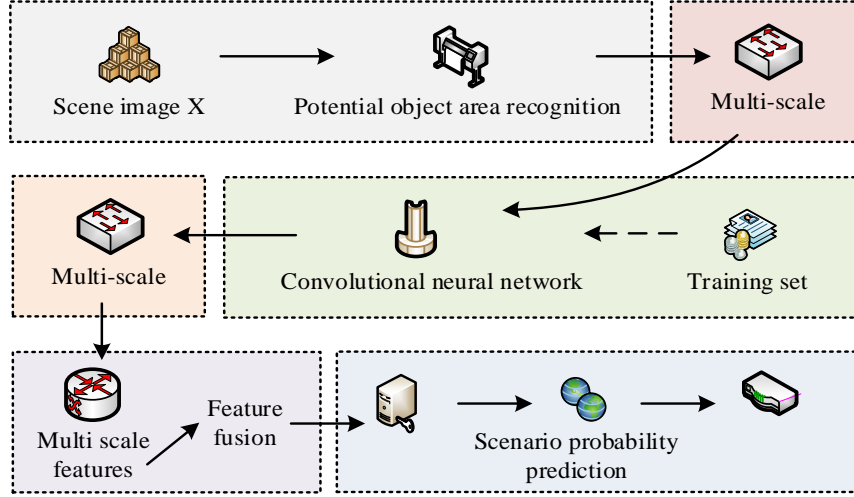 Scene image X
Potential object area recognition
Multi-scale
Multi-scale
Convolutional neural network
Training set
Multi scale
features
Feature
fusion
Scenario probability
prediction